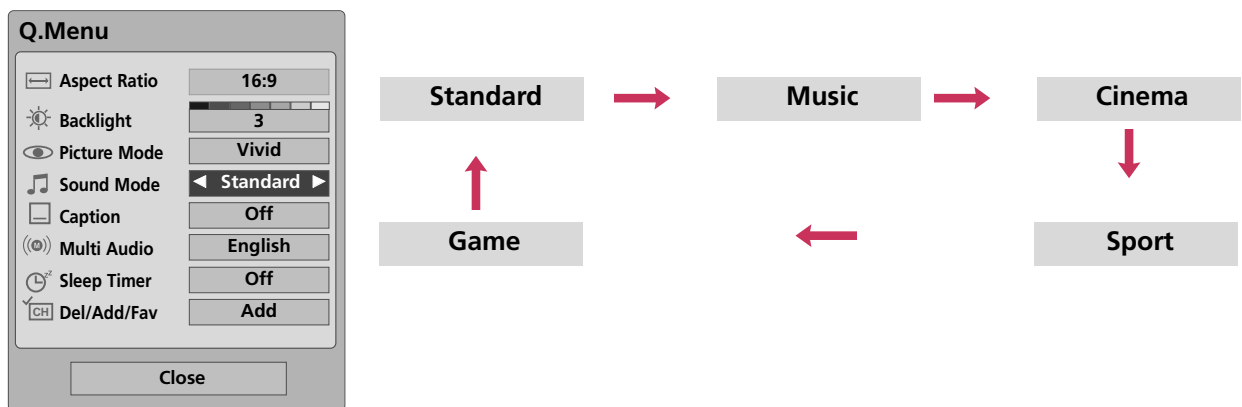 Q.Menu
Aspect Ratio 16:9
Backlight 3
Picture Mode Vivid
Sound Mode ◀ Standard ▶
Caption Off
((M)) Multi Audio English
zz Sleep Timer Off
CH Del/Add/Fav Add
Close
Standard Music Cinema
Game Sport